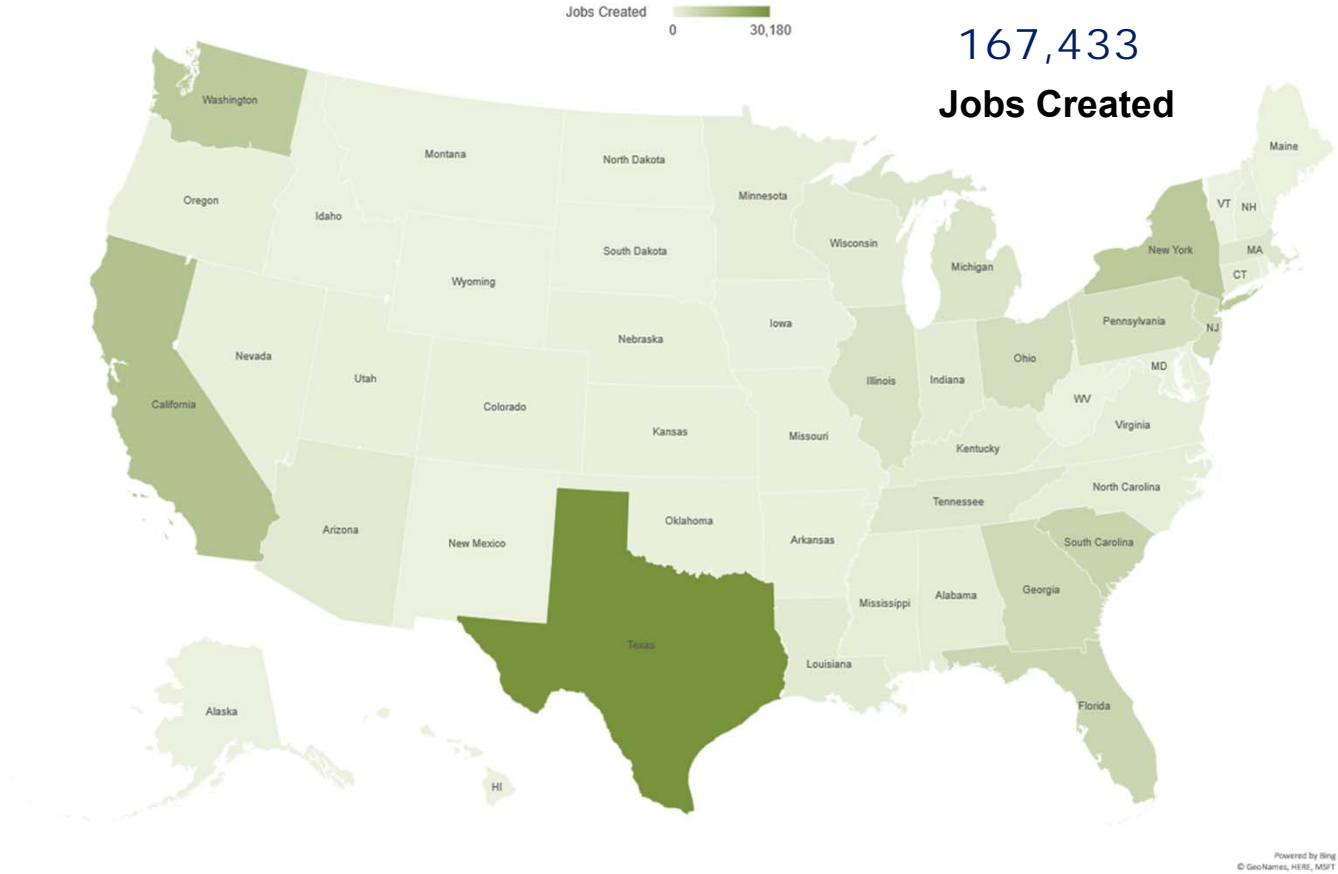 Jobs Created
0 30,180
167,433
Jobs Created
Washington
Montana
North Dakota
Minnesota
Maine
Oregon
Idaho
Wisconsin
VT
NH
South Dakota
New York
MA
Michigan
CT
Wyoming
Iowa
Pennsylvania
NJ
Nebraska
Nevada
Ohio
MD
Utah
Illinois
Indiana
WV
California
Colorado
Kansas
Missouri
Virginia
Kentucky
North Carolina
Tennessee
Arizona
New Mexico
Oklahoma
Arkansas
South Carolina
Georgia
Mississippi
Alabama
Texas
Louisiana
Florida
Alaska
HI
Powered by Bing
© GeoNames, HERE, MSFT